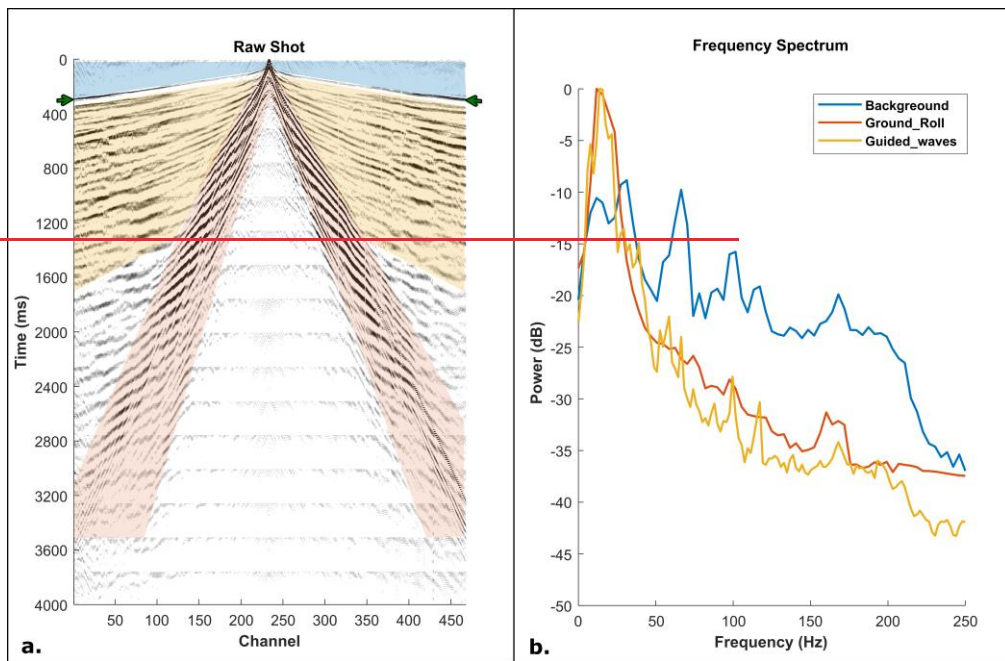 Raw Shot
0
400
800
1200
1600
2000
2400
2800
3200
3600
4000
Time (ms)
50 100 150 200 250 300 350 400 450
Channel
a.
Frequency Spectrum
Backgreound
Ground_Roll
Guided_waves
0
-5
-10
-15
-20
-25
-30
-35
-40
-45
-50
Power (dB)
0 50 100 150 200 250
Frequency (Hz)
b.